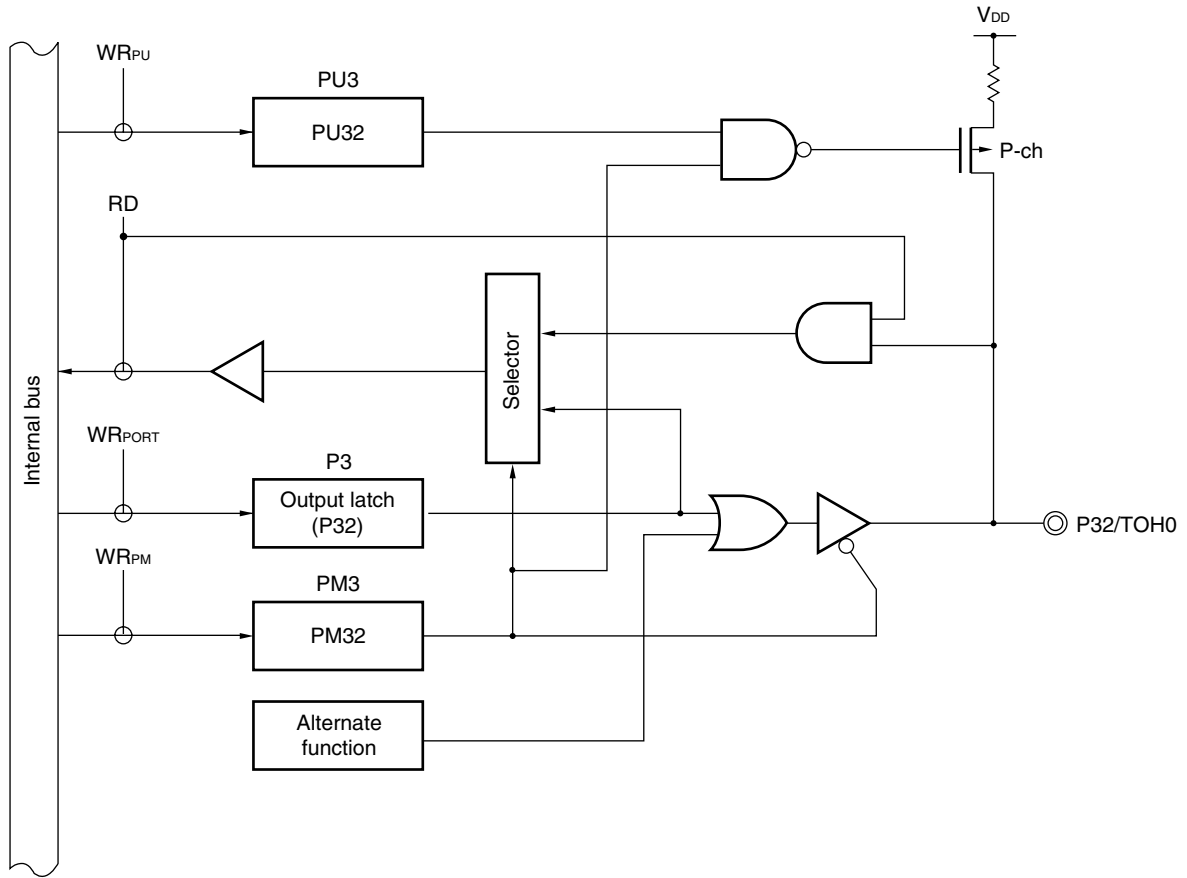 VDD
WRPU
PU3
PU32
P-ch
RD
Selector
Internal bus
WRPORT
P3
Output latch
(P32)
P32/TOH0
WRPM
PM3
PM32
Alternate
function